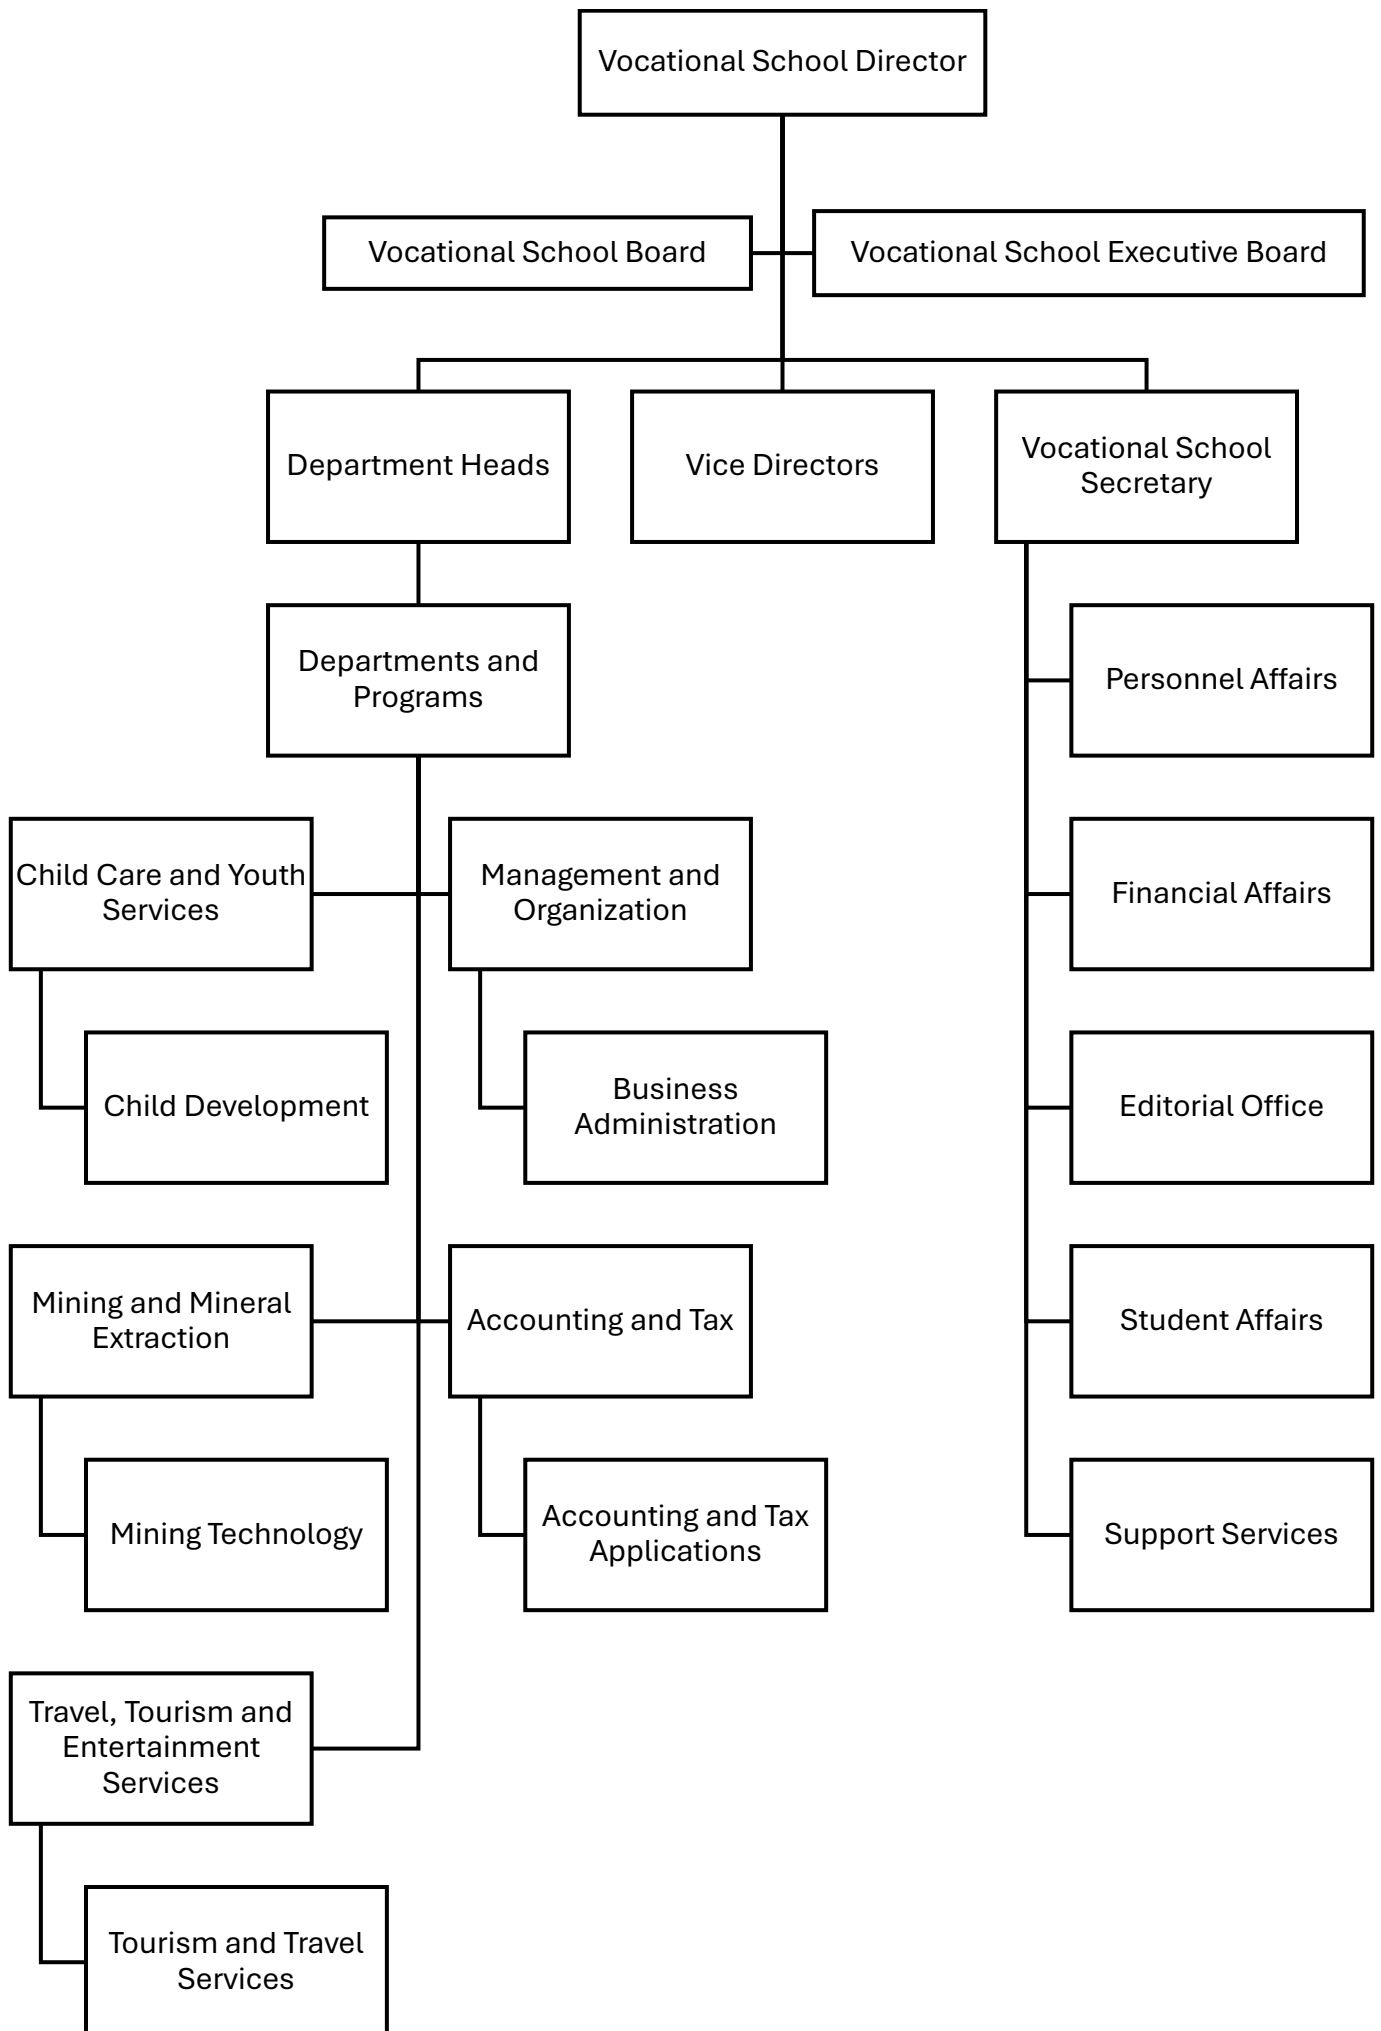 Vocational School Director
Vocational School Board
Vocational School Executive Board
Department Heads
Vice Directors
Vocational School
Secretary
Departments and
Programs
Personnel Affairs
Child Care and Youth
Services
Management and
Organization
Financial Affairs
Child Development
Business
Administration
Editorial Office
Mining and Mineral
Extraction
Accounting and Tax
Student Affairs
Mining Technology
Accounting and Tax
Applications
Support Services
Travel, Tourism and
Entertainment
Services
Tourism and Travel
Services